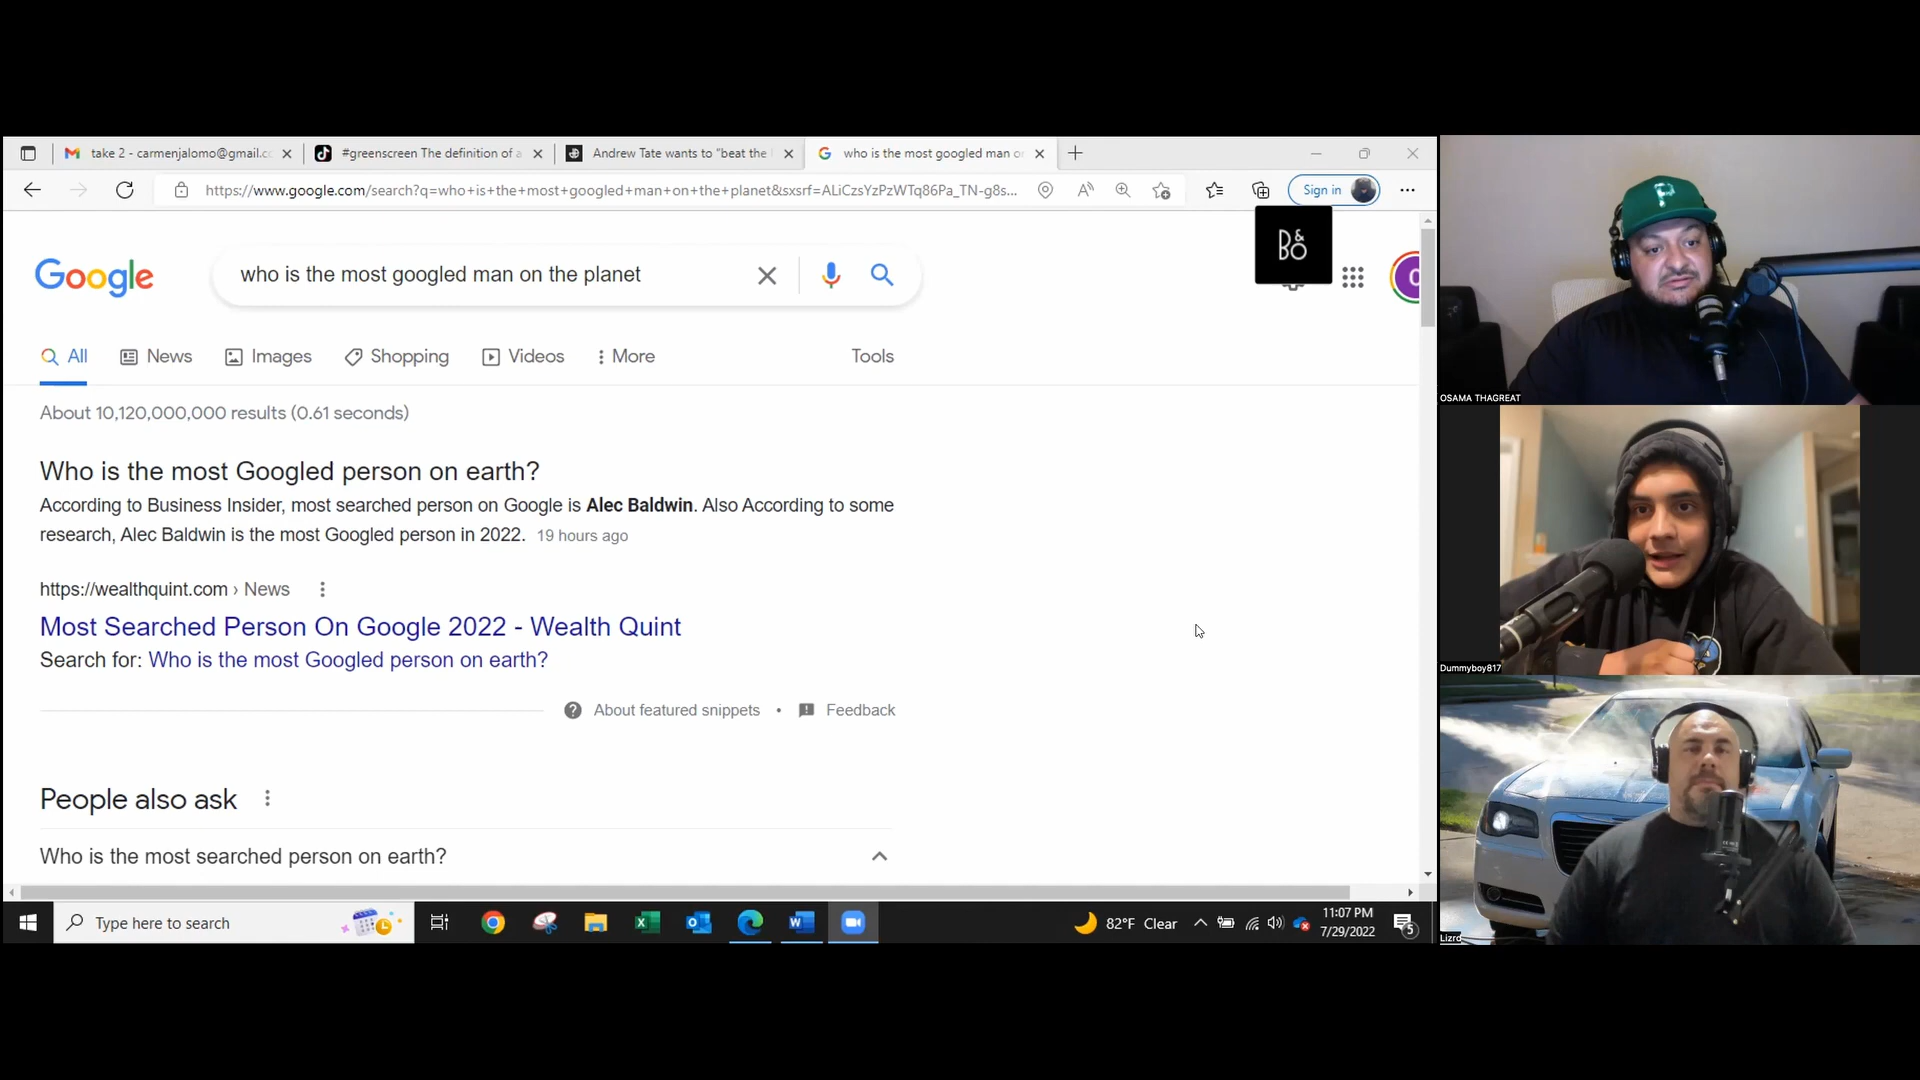 take 2 - carmenjalomo@gmail.c
#greenscreen The definition of a
Andrew Tate wants to "beat the
who is the most googled man o
https://www.google.com/search?q=who+is+the+most+googled+man+on+the+planet&sxsrf=ALiCzsYzPzWTq86Pa_TN-g8s...
Sign in
B&O
Google
who is the most googled man on the planet
All
News
Images
Shopping
Videos
More
Tools
About 10,120,000,000 results (0.61 seconds)
Who is the most Googled person on earth?
According to Business Insider, most searched person on Google is Alec Baldwin. Also According to some
research, Alec Baldwin is the most Googled person in 2022. 19 hours ago
https://wealthquint.com › News
Most Searched Person On Google 2022 - Wealth Quint
Search for: Who is the most Googled person on earth?
About featured snippets • Feedback
People also ask
Who is the most searched person on earth?
Type here to search
82°F Clear
11:07 PM
7/29/2022
5
P
OSAMA THAGREAT
Dummyboy817
Lizrd